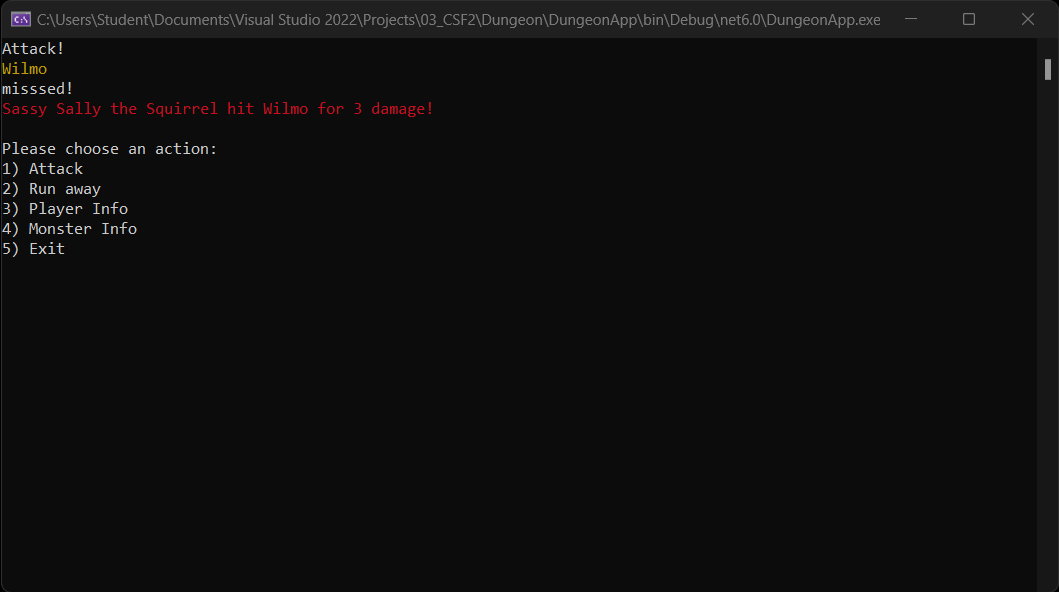 C:\Users\Student\Documents\Visual Studio 2022\Projects\03_CSF2\Dungeon\DungeonApp\bin\Debug\net6.0\DungeonApp.exe
Attack!
Wilmo
misssed!
Sassy Sally the Squirrel hit Wilmo for 3 damage!
Please choose an action:
1) Attack
2) Run away
3) Player Info
4) Monster Info
5) Exit